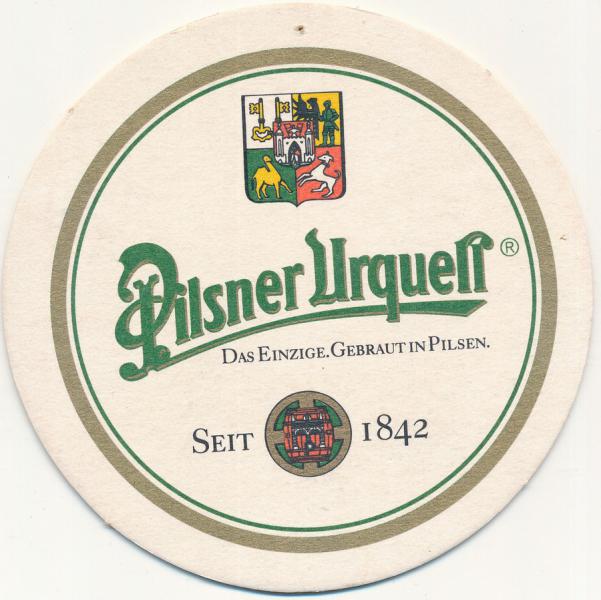 Pilsner Urquell ®
DAS EINZIGE. GEBRAUT IN PILSEN.
SEIT 1842